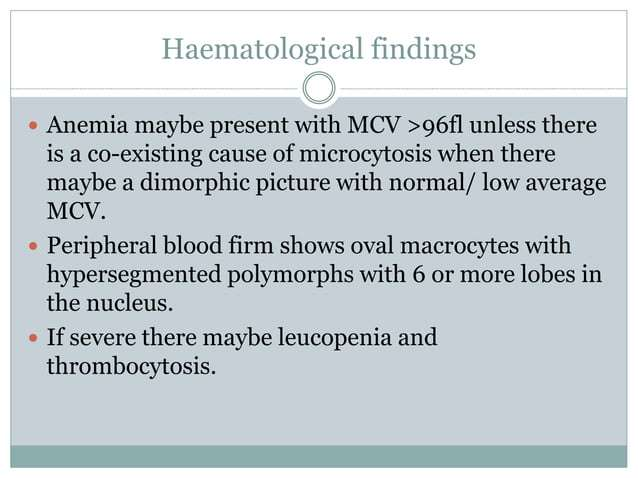 Haematological findings
• Anemia maybe present with MCV >96fl unless there
is a co-existing cause of microcytosis when there
maybe a dimorphic picture with normal/ low average
MCV.
• Peripheral blood firm shows oval macrocytes with
hypersegmented polymorphs with 6 or more lobes in
the nucleus.
• If severe there maybe leucopenia and
thrombocytosis.